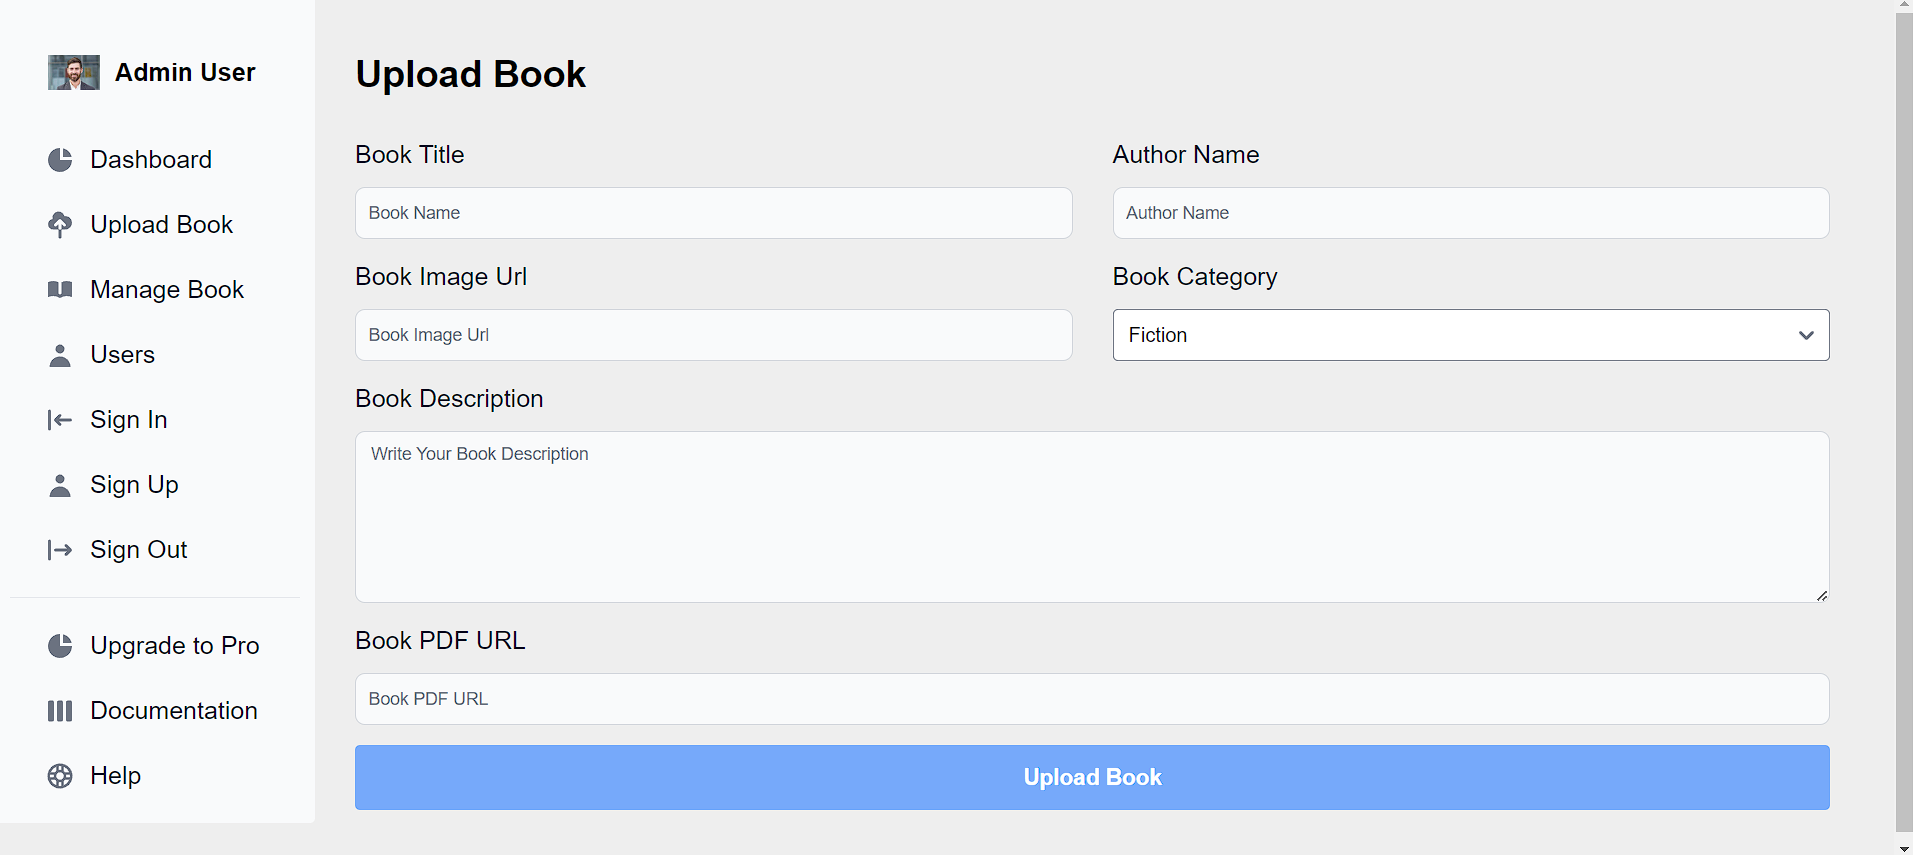 Admin User
Dashboard
Upload Book
Manage Book
Users
Sign In
Sign Up
Sign Out
Upgrade to Pro
Documentation
Help
Upload Book
Book Title
Author Name
Book Name
Author Name
Book Image Url
Book Category
Book Image Url
Fiction
Book Description
Write Your Book Description
Book PDF URL
Book PDF URL
Upload Book